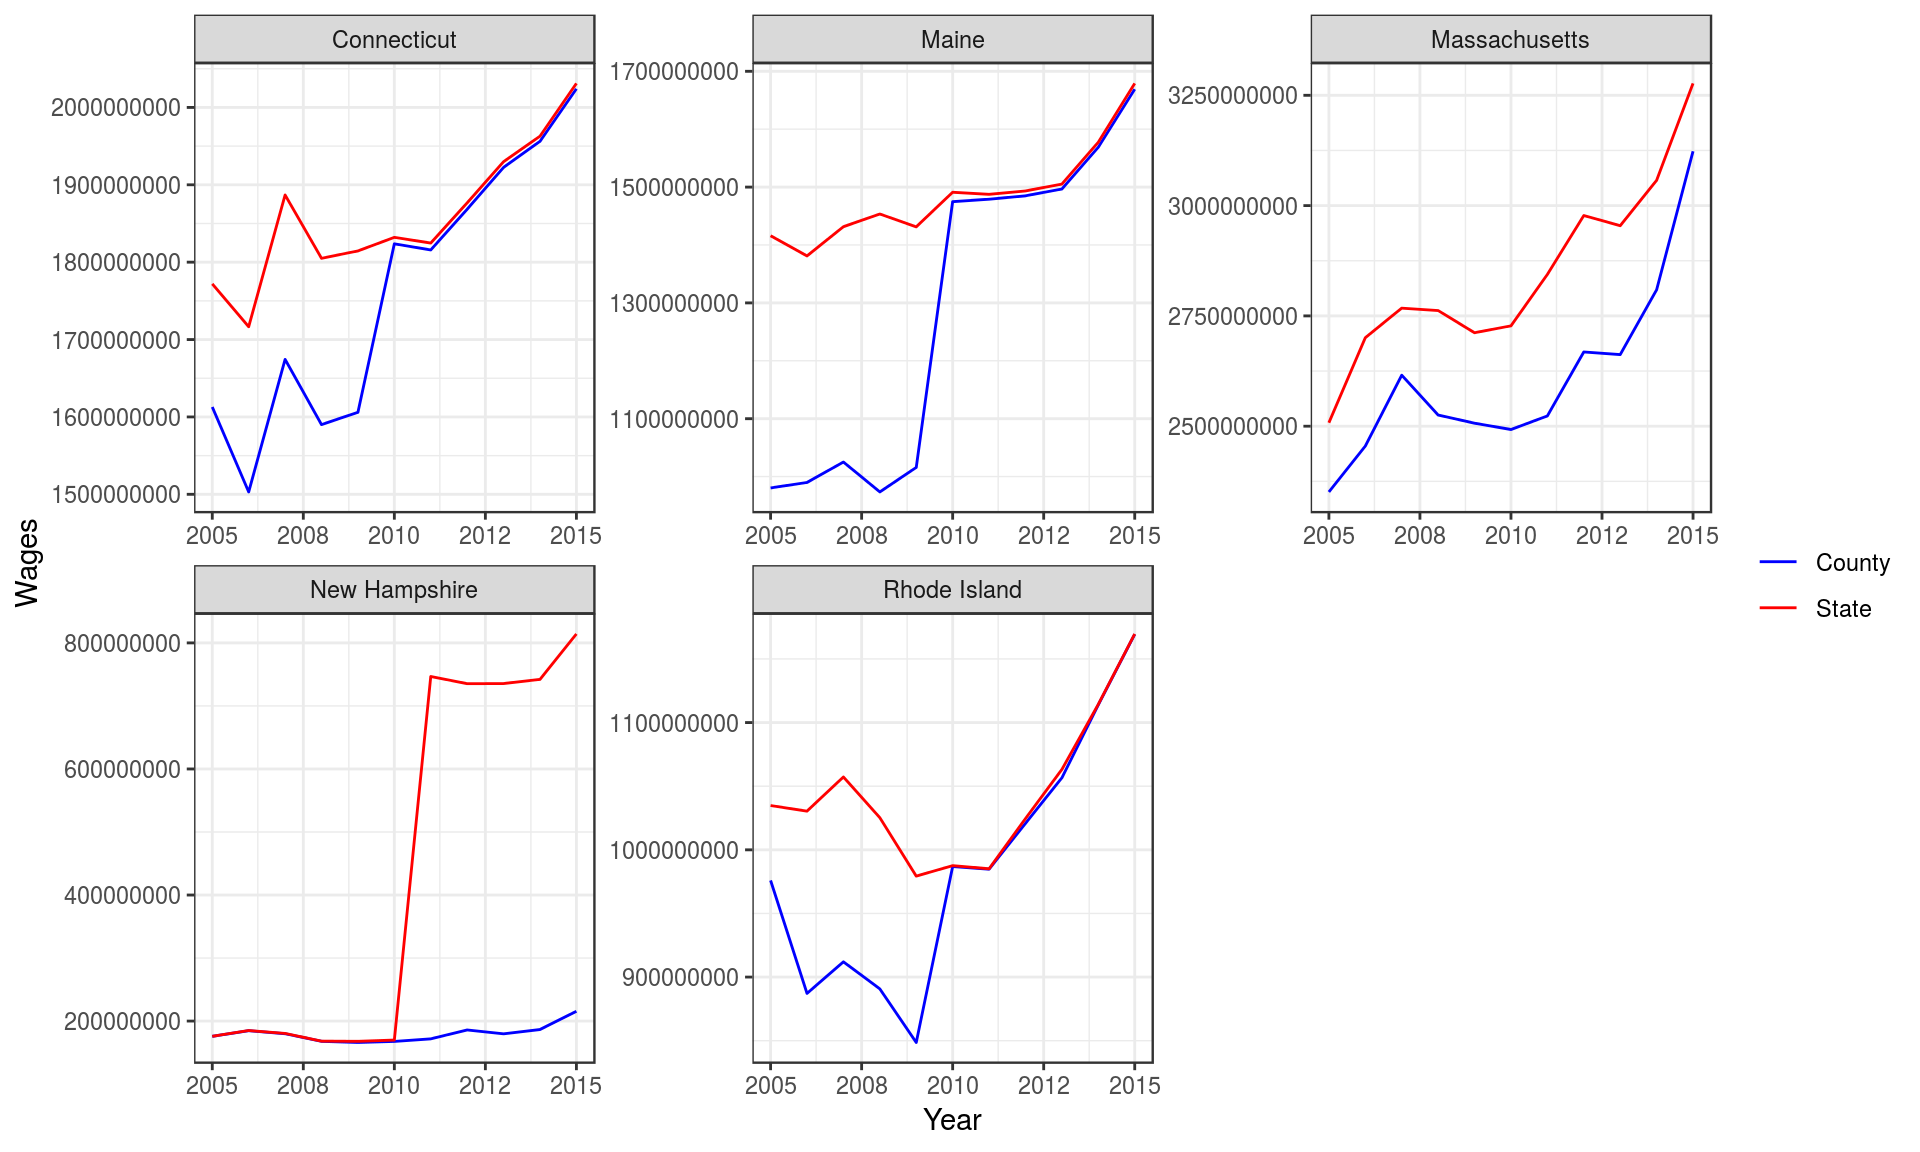 Connecticut
Maine
Massachusetts
2000000000
1900000000
1800000000
1700000000
1600000000
1500000000
1700000000
1500000000
1300000000
1100000000
3250000000
3000000000
2750000000
2500000000
2005 2008 2010 2012 2015
2005 2008 2010 2012 2015
2005 2008 2010 2012 2015
Wages
New Hampshire
Rhode Island
800000000
600000000
400000000
200000000
1100000000
1000000000
900000000
2005 2008 2010 2012 2015
2005 2008 2010 2012 2015
Year
County
State